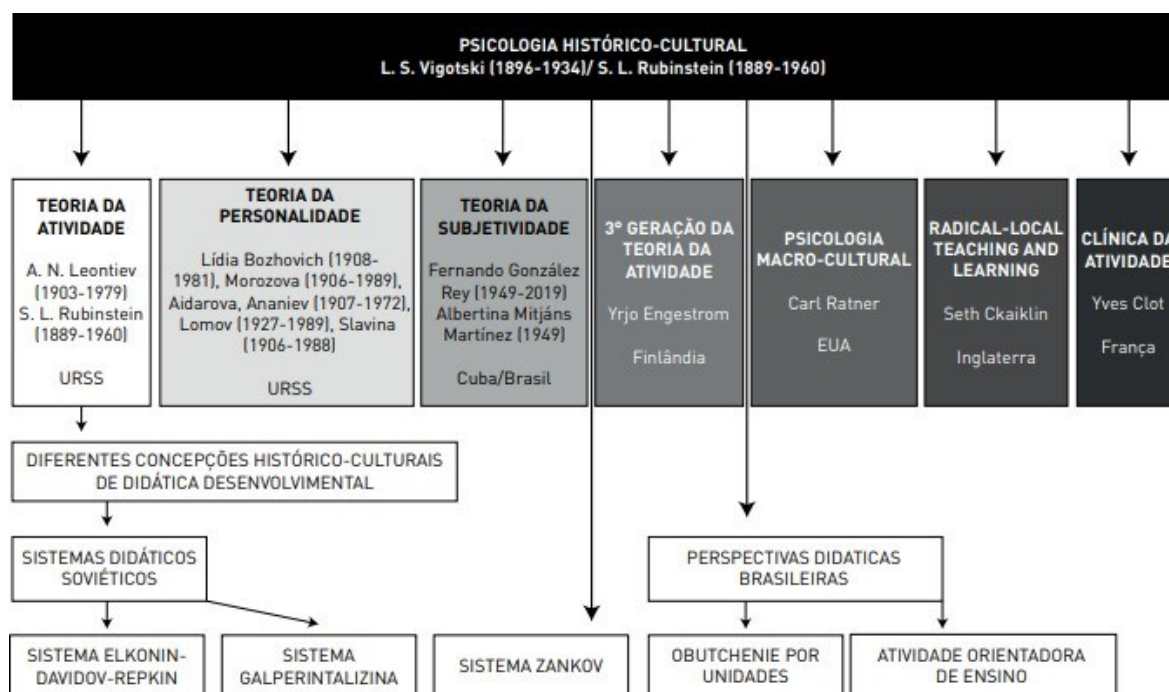 PSICOLOGIA HISTÓRICO-CULTURAL
L. S. Vigotski (1896-1934)/ S. L. Rubinstein (1889-1960)
TEORIA DA
ATIVIDADE
A. N. Leontiev
(1903-1979)
S. L. Rubinstein
(1889-1960)
URSS
TEORIA DA
PERSONALIDADE
Lídia Bozhovich (1908-
1981), Morozova (1906-1989),
Aidarova, Ananiev (1907-1972),
Lomov (1927-1989), Slavina
(1906-1988)
URSS
TEORIA DA
SUBJETIVIDADE
Fernando González
Rey (1949-2019)
Albertina Mitjáns
Martínez (1949)
Cuba/Brasil
3° GERAÇÃO DA
TEORIA DA
ATIVIDADE
Yrjo Engestrom
Finlândia
PSICOLOGIA
MACRO-CULTURAL
Carl Ratner
EUA
RADICAL-LOCAL
TEACHING AND
LEARNING
Seth Ckaiklin
Inglaterra
CLÍNICA DA
ATIVIDADE
Yves Clot
França
DIFERENTES CONCEPÇÕES HISTÓRICO-CULTURAIS
DE DIDÁTICA DESENVOLVIMENTAL
SISTEMAS DIDÁTICOS
SOVIÉTICOS
PERSPECTIVAS DIDATICAS
BRASILEIRAS
SISTEMA ELKONIN-
DAVIDOV-REPKIN
SISTEMA
GALPERINTALIZINA
SISTEMA ZANKOV
OBUTCHENIE POR
UNIDADES
ATIVIDADE ORIENTADORA
DE ENSINO